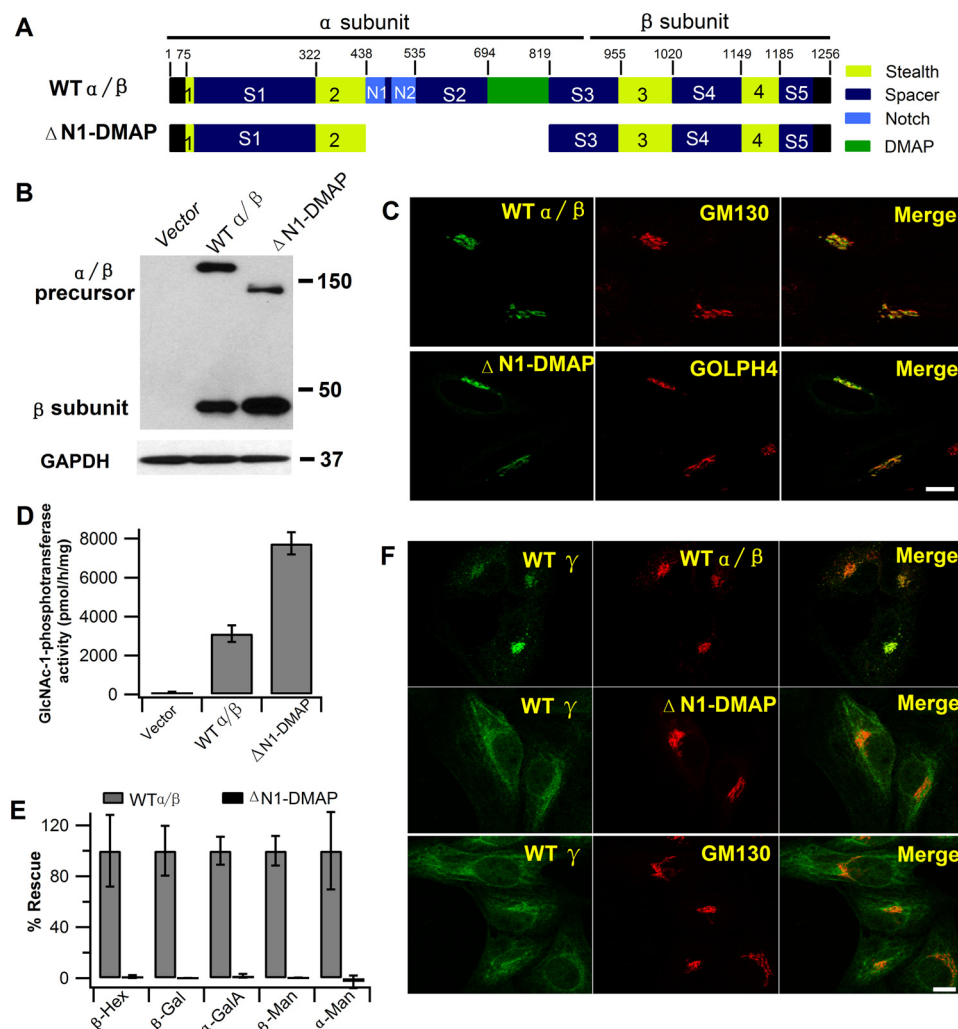 A
α subunit
β subunit
1 75 322 438 535 694 819 955 1020 1149 1185 1256
WT α/β
1 S1 2 N1 N2 S2 S3 3 S4 4 S5
ΔN1-DMAP
1 S1 2 S3 3 S4 4 S5
Stealth
Spacer
Notch
DMAP
B
Vector WT α/β ΔN1-DMAP
α/β
precursor
150
50
β subunit
GAPDH
37
C
WT α/β GM130 Merge
ΔN1-DMAP GOLPH4 Merge
D
GlcNAc-1-phosphotransferase
activity (pmol/h/mg)
8000
6000
4000
2000
0
Vector WT α/β ΔN1-DMAP
E
WTα/β ΔN1-DMAP
% Rescue
120
80
40
0
β-Hex β-Gal α-GalA β-Man α-Man
F
WT γ WT α/β Merge
WT γ ΔN1-DMAP Merge
WT γ GM130 Merge